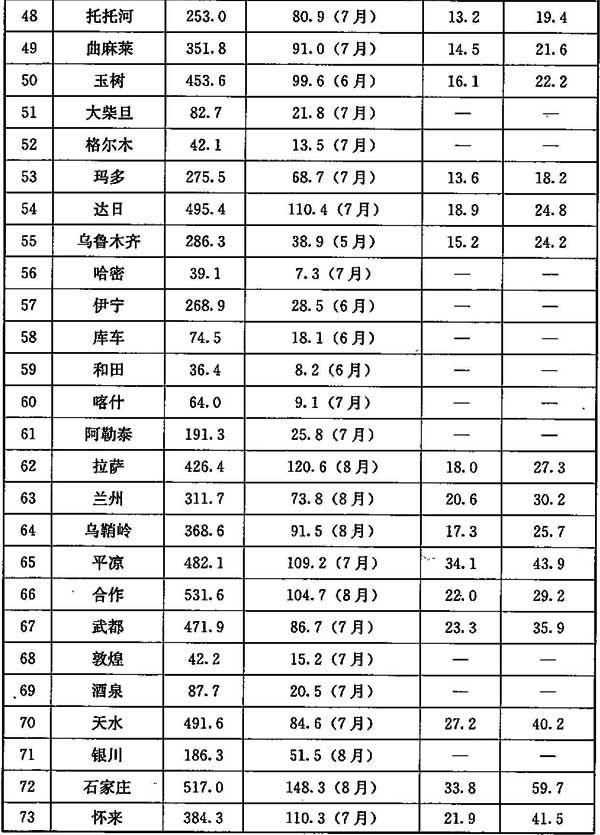 48 托托河 253.0 80.9（7月） 13.2 19.4
49 曲麻莱 351.8 91.0（7月） 14.5 21.6
50 玉树 453.6 99.6（6月） 16.1 22.2
51 大柴旦 82.7 21.8（7月） — —
52 格尔木 42.1 13.5（7月） — —
53 玛多 275.5 68.7（7月） 13.6 18.2
54 达日 495.4 110.4（7月） 18.9 24.8
55 乌鲁木齐 286.3 38.9（5月） 15.2 24.2
56 哈密 39.1 7.3（7月） — —
57 伊宁 268.9 28.5（6月） — —
58 库车 74.5 18.1（6月） — —
59 和田 36.4 8.2（6月） — —
60 喀什 64.0 9.1（7月） — —
61 阿勒泰 191.3 25.8（7月） — —
62 拉萨 426.4 120.6（8月） 18.0 27.3
63 兰州 311.7 73.8（8月） 20.6 30.2
64 乌鞘岭 368.6 91.5（8月） 17.3 25.7
65 平凉 482.1 109.2（7月） 34.1 43.9
66 合作 531.6 104.7（8月） 22.0 29.2
67 武都 471.9 86.7（7月） 23.3 35.9
68 敦煌 42.2 15.2（7月） — —
69 酒泉 87.7 20.5（7月） — —
70 天水 491.6 84.6（7月） 27.2 40.2
71 银川 186.3 51.5（8月） — —
72 石家庄 517.0 148.3（8月） 33.8 59.7
73 怀来 384.3 110.3（7月） 21.9 41.5